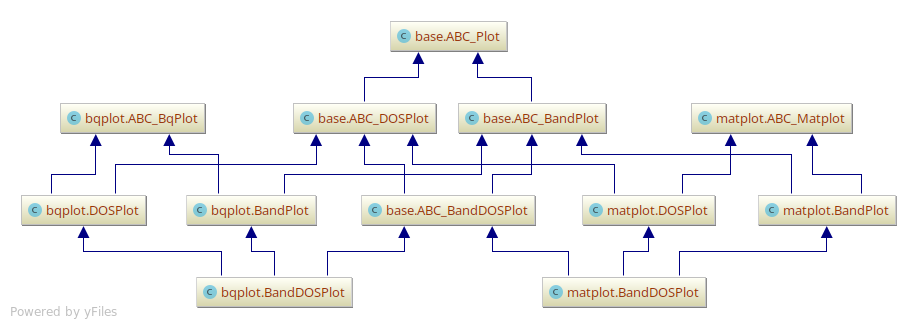 C base.ABC_Plot
C bqplot.ABC_BqPlot
C base.ABC_DOSPlot
C base.ABC_BandPlot
C matplot.ABC_Matplot
C bqplot.DOSPlot
C bqplot.BandPlot
C base.ABC_BandDOSPlot
C matplot.DOSPlot
C matplot.BandPlot
C bqplot.BandDOSPlot
C matplot.BandDOSPlot
Powered by yFiles